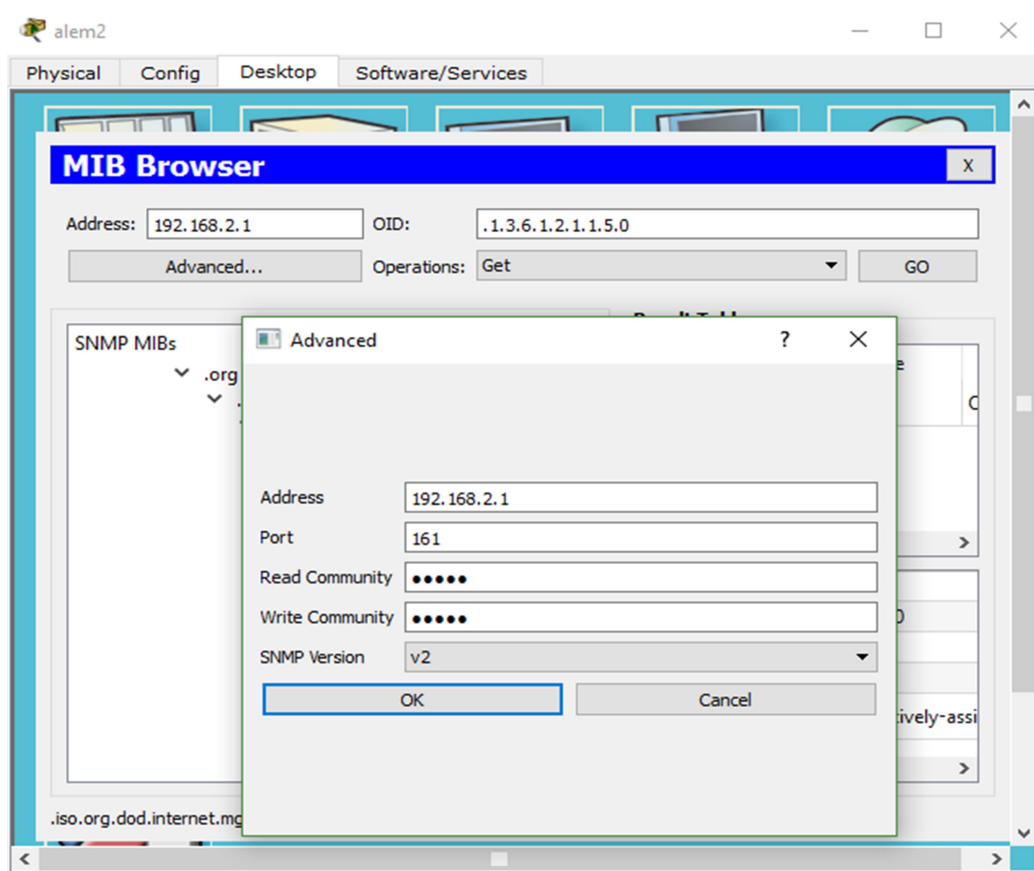 alem2
Physical Config Desktop Software/Services
MIB Browser X
Address: 192.168.2.1 OID: .1.3.6.1.2.1.1.5.0
Advanced... Operations: Get GO
SNMP MIBs
.org
Advanced ?
Address 192.168.2.1
Port 161
Read Community •••••
Write Community •••••
SNMP Version v2
OK Cancel
ively-assi
.iso.org.dod.internet.mg